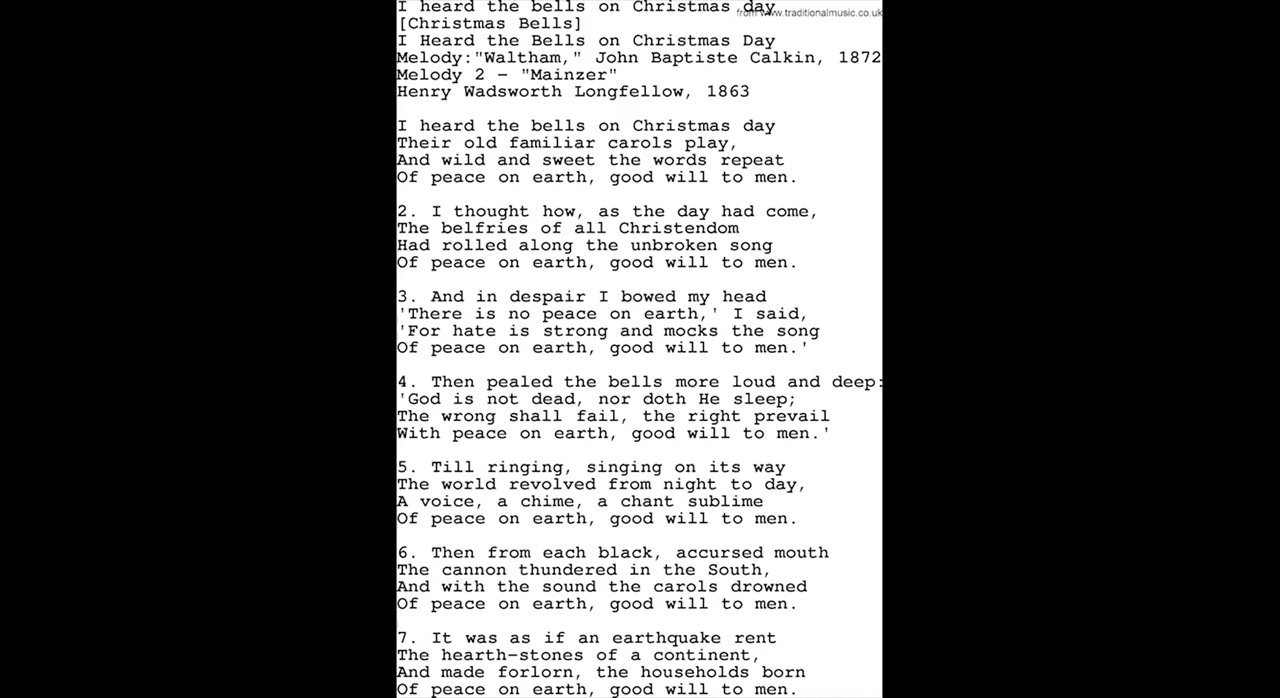 I heard the bells on Christmas day
from www.traditionalmusic.co.uk
[Christmas Bells]
I Heard the Bells on Christmas Day
Melody:"Waltham," John Baptiste Calkin, 1872
Melody 2 - "Mainzer"
Henry Wadsworth Longfellow, 1863
I heard the bells on Christmas day
Their old familiar carols play,
And wild and sweet the words repeat
Of peace on earth, good will to men.
2. I thought how, as the day had come,
The belfries of all Christendom
Had rolled along the unbroken song
Of peace on earth, good will to men.
3. And in despair I bowed my head
'There is no peace on earth,' I said,
'For hate is strong and mocks the song
Of peace on earth, good will to men.'
4. Then pealed the bells more loud and deep:
'God is not dead, nor doth He sleep;
The wrong shall fail, the right prevail
With peace on earth, good will to men.'
5. Till ringing, singing on its way
The world revolved from night to day,
A voice, a chime, a chant sublime
Of peace on earth, good will to men.
6. Then from each black, accursed mouth
The cannon thundered in the South,
And with the sound the carols drowned
Of peace on earth, good will to men.
7. It was as if an earthquake rent
The hearth-stones of a continent,
And made forlorn, the households born
Of peace on earth, good will to men.